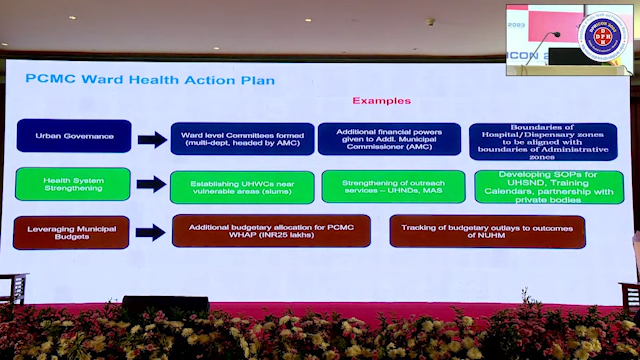 PCMC Ward Health Action Plan
Examples
Urban Governance
Ward level Committees formed
(multi-dept, headed by AMC)
Additional financial powers
given to Addl. Municipal
Commissioner (AMC)
Boundaries of
Hospital/Dispensary zones
to be aligned with
boundaries of Administrative
zones
Health System
Strengthening
Establishing UHWCs near
vulnerable areas (slums)
Strengthening of outreach
services – UHNDs, MAS
Developing SOPs for
UHSND, Training
Calendars, partnership with
private bodies
Leveraging Municipal
Budgets
Additional budgetary allocation for PCMC
WHAP (INR25 lakhs)
Tracking of budgetary outlays to outcomes
of NUHM
2023
DPHICON 2023
D
DPH
H